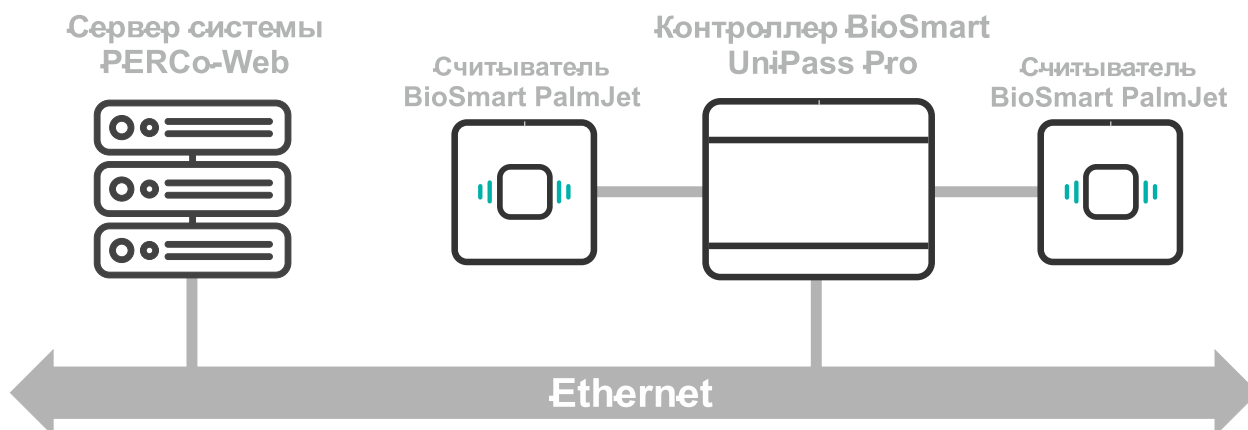 Сервер системы
PERCo-Web
Считыватель
BioSmart PalmJet
Контроллер BioSmart
UniPass Pro
Считыватель
BioSmart PalmJet
Ethernet